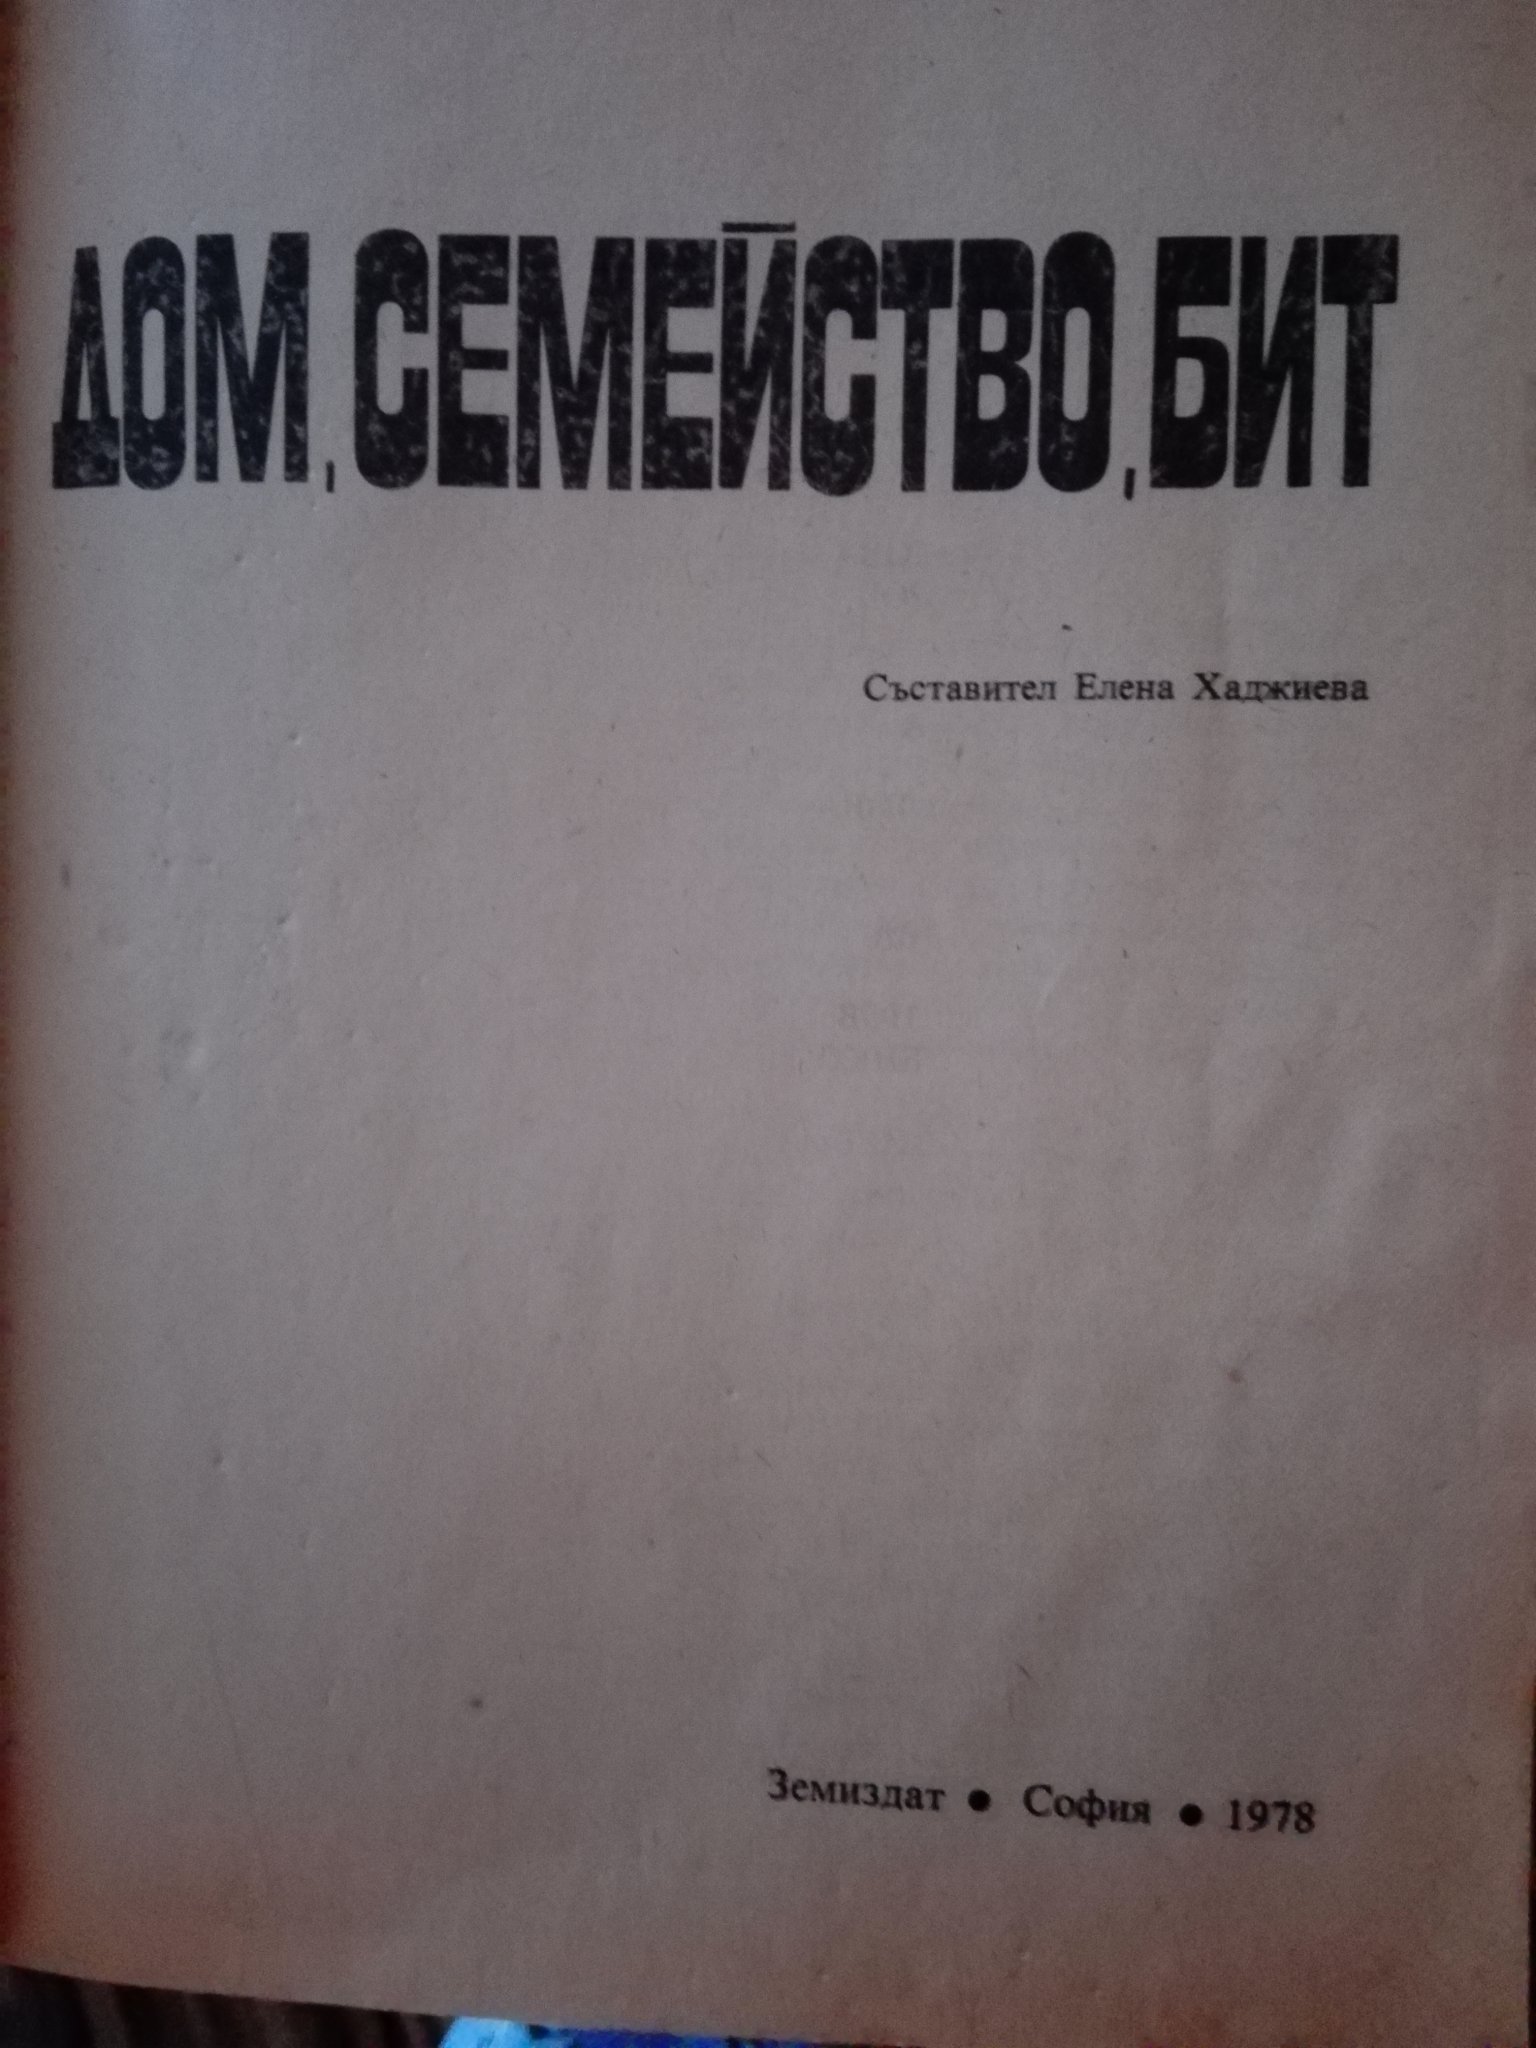 ДОМ, СЕМЕЙСТВО, БИТ
Съставител Елена Хаджиева
Земиздат • София • 1978